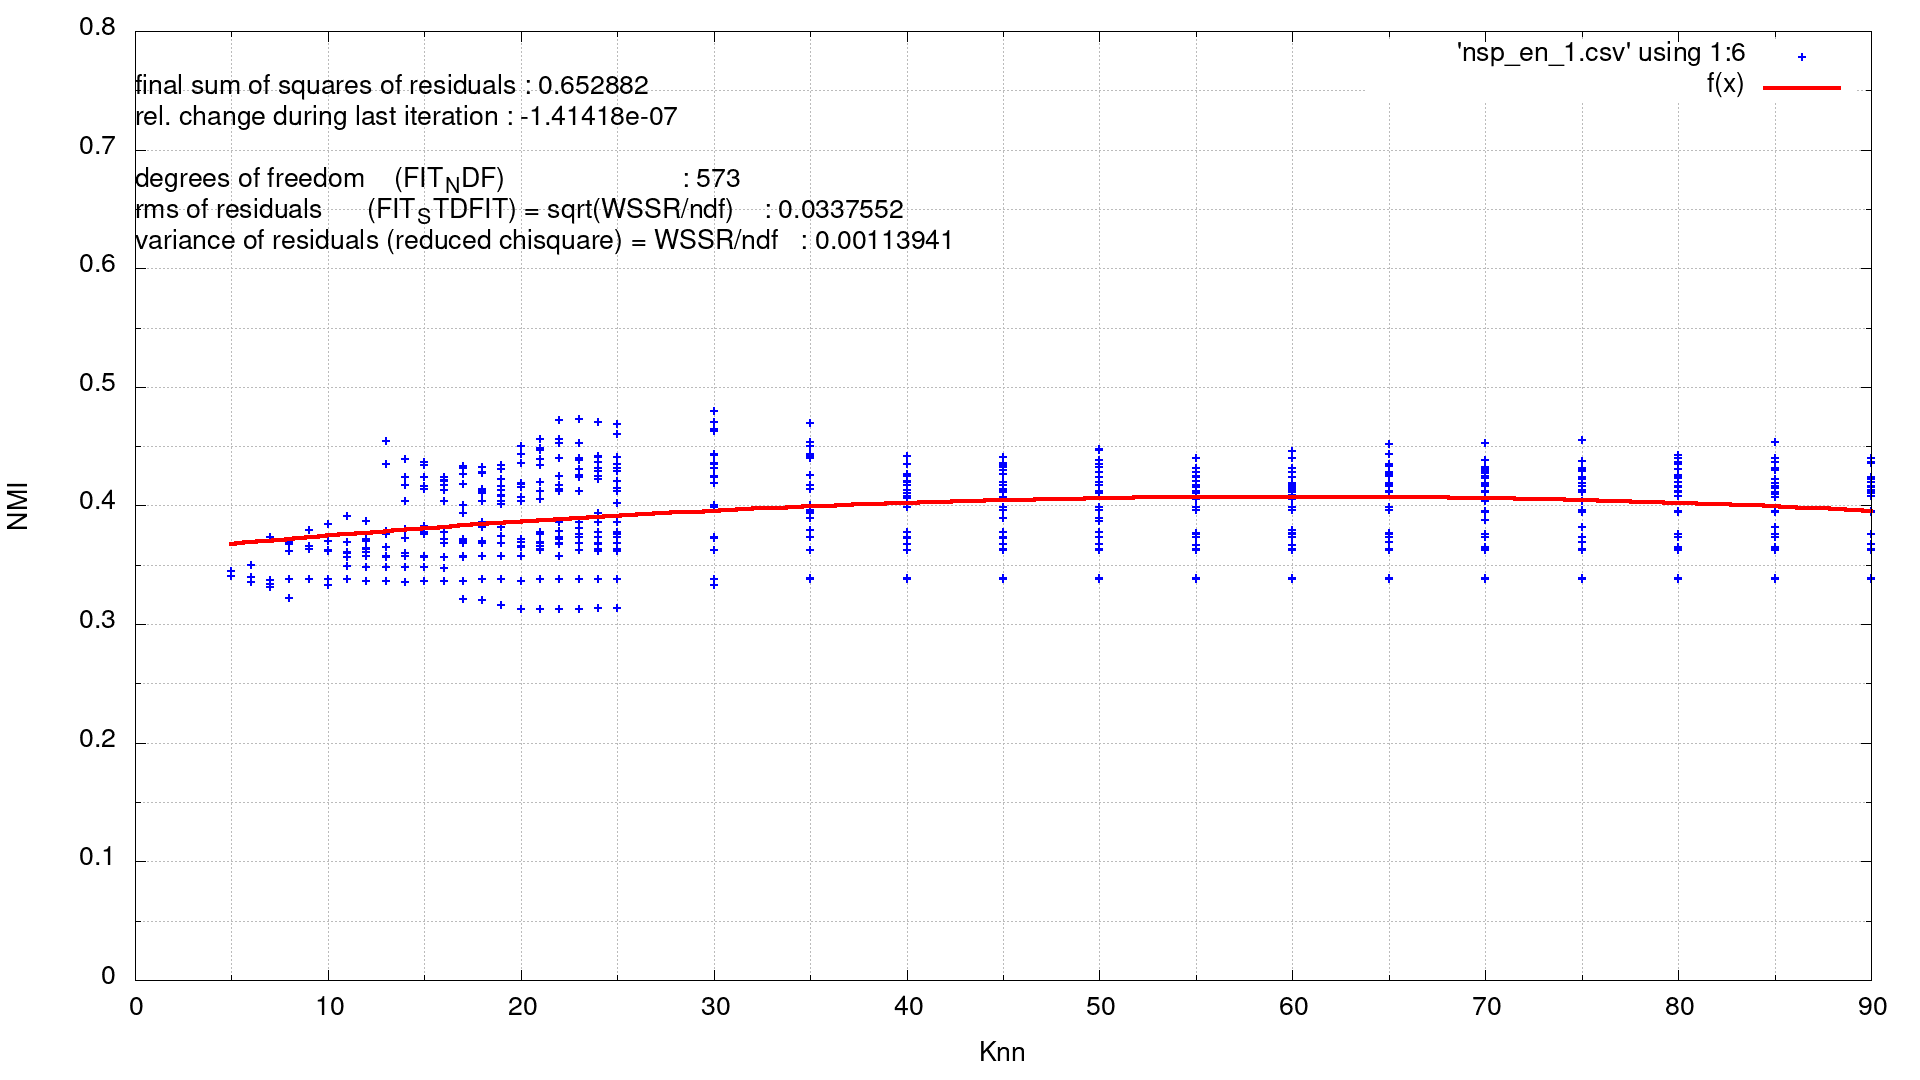 'nsp_en_1.csv' using 1:6
f(x)
final sum of squares of residuals : 0.652882
rel. change during last iteration : -1.41418e-07
degrees of freedom (FIT_NDF) : 573
rms of residuals (FIT_STDFIT) = sqrt(WSSR/ndf) : 0.0337552
variance of residuals (reduced chisquare) = WSSR/ndf : 0.00113941
0.8
0.7
0.6
0.5
0.4
0.3
0.2
0.1
0
NMI
0 10 20 30 40 50 60 70 80 90
Knn